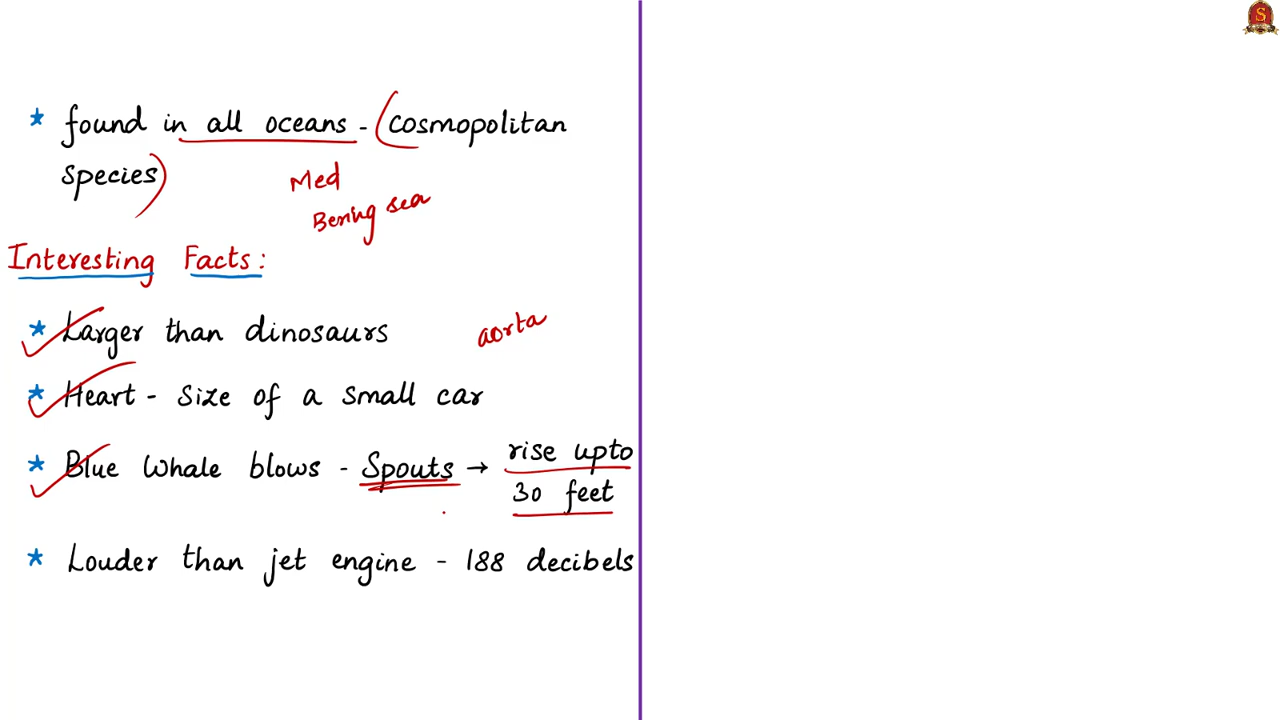 * found in all oceans - (cosmopolitan
species)
Med
Bering sea
Interesting Facts:
* Larger than dinosaurs
aorta
* Heart - Size of a small car
* Blue Whale blows - Spouts → rise upto
30 feet
* Louder than jet engine - 188 decibels
S